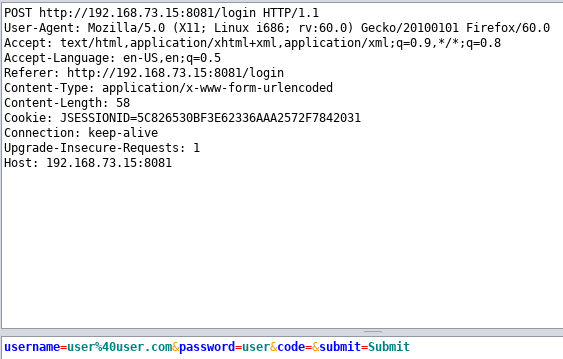 POST http://192.168.73.15:8081/login HTTP/1.1
User-Agent: Mozilla/5.0 (X11; Linux i686; rv:60.0) Gecko/20100101 Firefox/60.0
Accept: text/html,application/xhtml+xml,application/xml;q=0.9,*/*;q=0.8
Accept-Language: en-US,en;q=0.5
Referer: http://192.168.73.15:8081/login
Content-Type: application/x-www-form-urlencoded
Content-Length: 58
Cookie: JSESSIONID=5C826530BF3E62336AAA2572F7842031
Connection: keep-alive
Upgrade-Insecure-Requests: 1
Host: 192.168.73.15:8081
username=user%40user.com&password=user&code=&submit=Submit